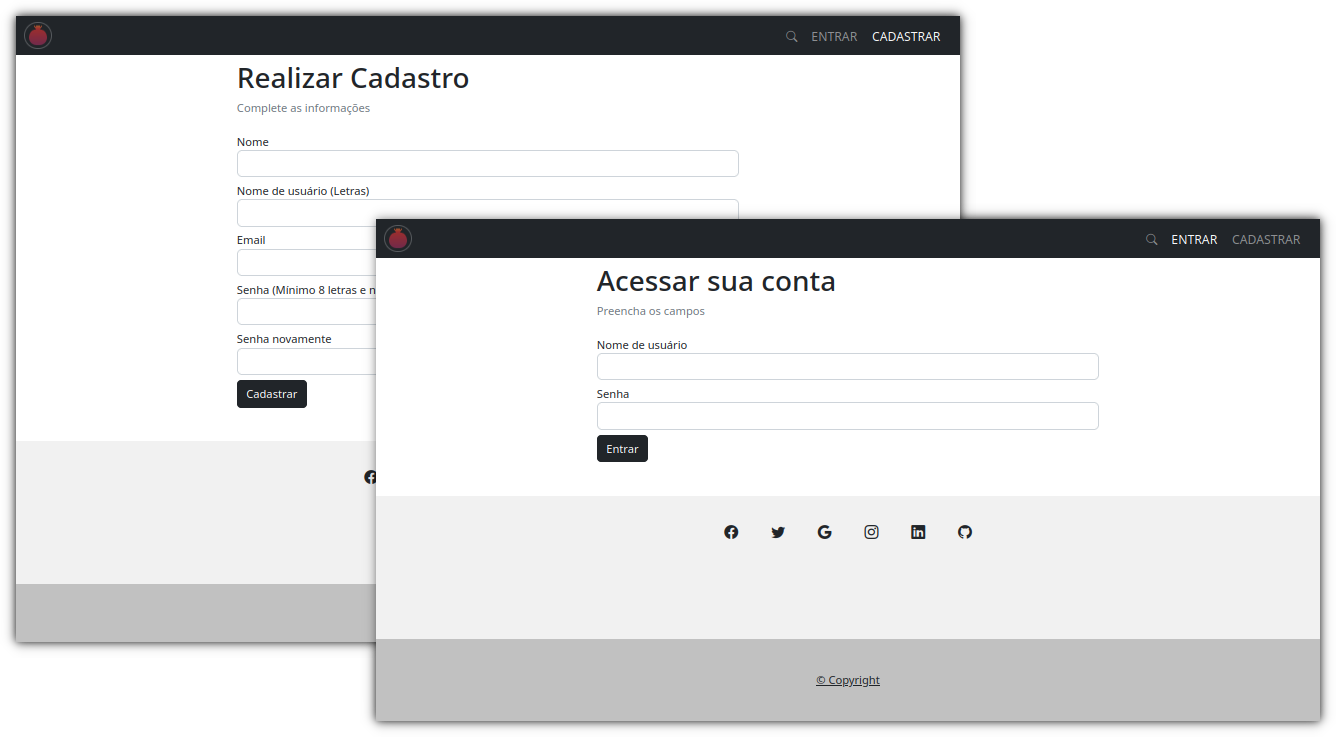 ENTRAR CADASTRAR
Realizar Cadastro
Complete as informações
Nome
Nome de usuário (Letras)
Email
Senha (Mínimo 8 letras e n
Senha novamente
Cadastrar
ENTRAR CADASTRAR
Acessar sua conta
Preencha os campos
Nome de usuário
Senha
Entrar
© Copyright